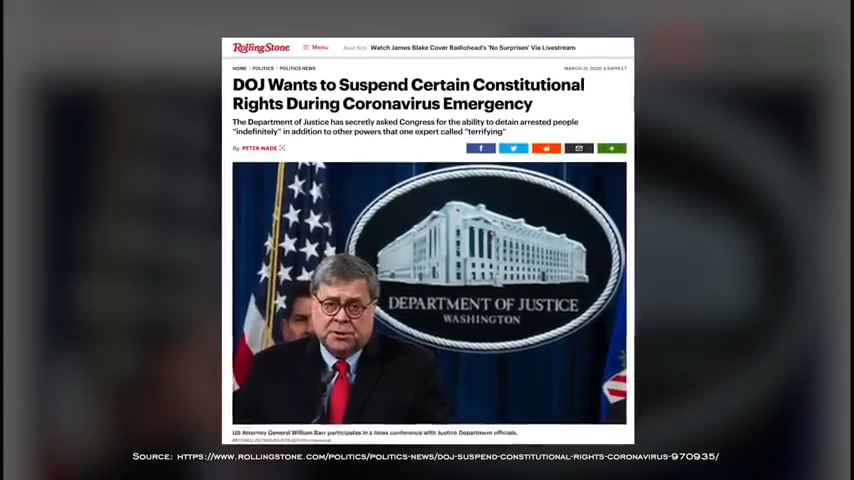 RollingStone
Menu
Read Next Watch James Blake Cover Radiohead's 'No Surprises' Via Livestream
HOME > POLITICS > POLITICS NEWS
MARCH 21, 2020 4:58PM ET
DOJ Wants to Suspend Certain Constitutional
Rights During Coronavirus Emergency
The Department of Justice has secretly asked Congress for the ability to detain arrested people
"indefinitely" in addition to other powers that one expert called "terrifying"
By PETER WADE
DEPARTMENT OF JUSTICE
WASHINGTON
US Attorney General William Barr participates in a news conference with Justice Department officials,
Source: https://www.rollingstone.com/politics/politics-news/doj-suspend-constitutional-rights-coronavirus-970935/